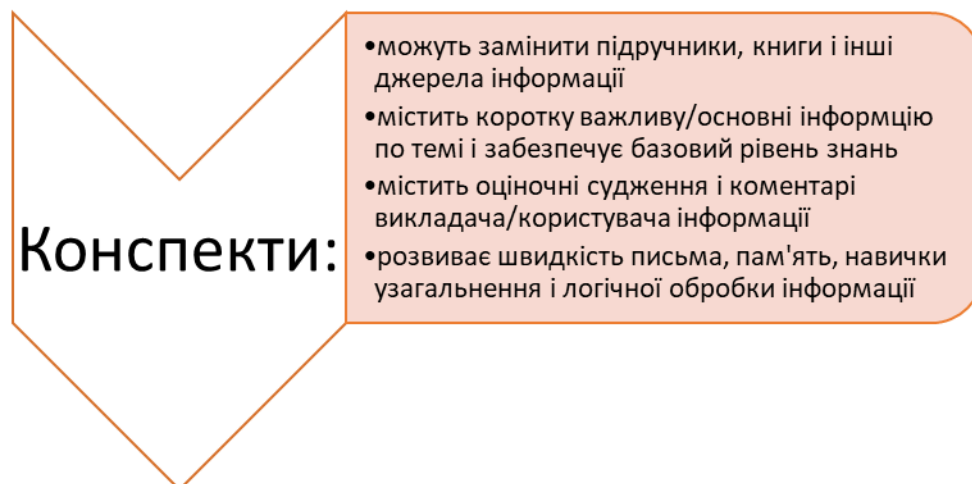 Конспекти:
•можуть замінити підручники, книги і інші
джерела інформації
•містить коротку важливу/основні інформцію
по темі і забезпечує базовий рівень знань
•містить оціночні судження і коментарі
викладача/користувача інформації
•розвиває швидкість письма, пам'ять, навички
узагальнення і логічної обробки інформації